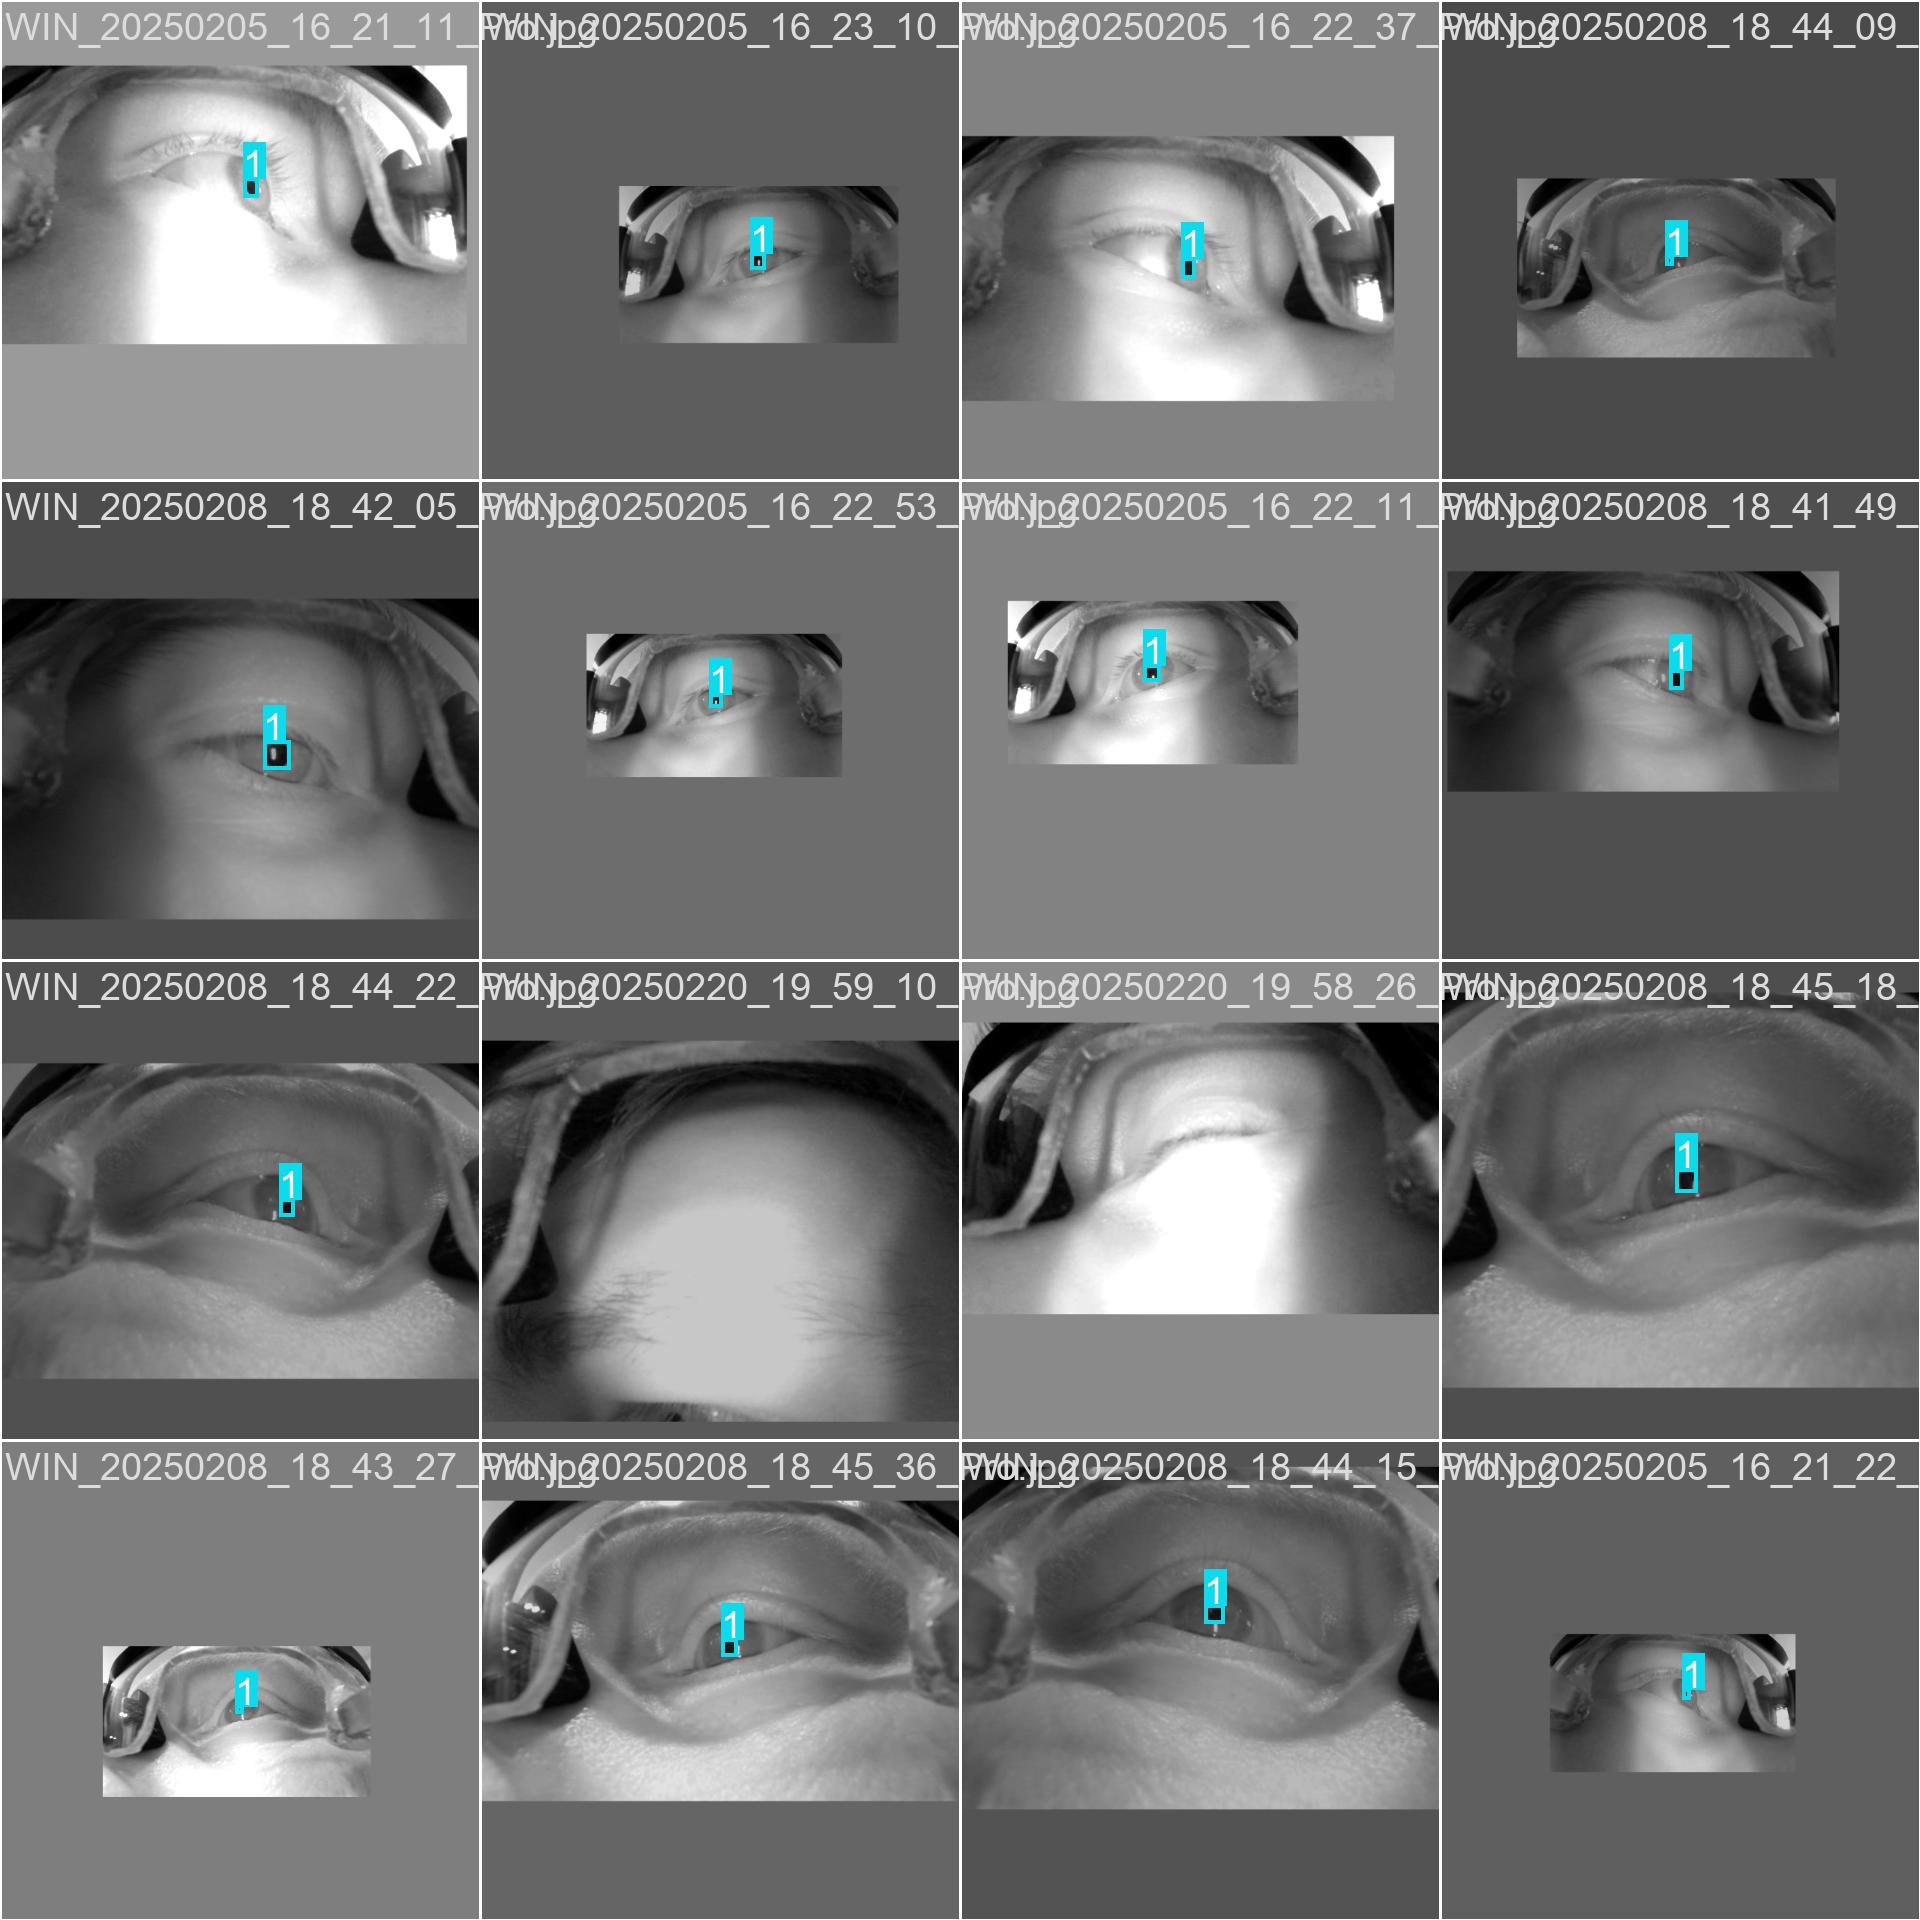 WIN_20250205_16_21_11_Pro.jpg
WIN_20250205_16_23_10_Pro.jpg
WIN_20250205_16_22_37_Pro.jpg
WIN_20250208_18_44_09_
1
1
1
1
WIN_20250208_18_42_05_Pro.jpg
WIN_20250205_16_22_53_Pro.jpg
WIN_20250205_16_22_11_Pro.jpg
WIN_20250208_18_41_49_
1
1
1
1
WIN_20250208_18_44_22_Pro.jpg
WIN_20250220_19_59_10_Pro.jpg
WIN_20250220_19_58_26_Pro.jpg
WIN_20250208_18_45_18_
1
1
WIN_20250208_18_43_27_Pro.jpg
WIN_20250208_18_45_36_Pro.jpg
WIN_20250208_18_44_15_Pro.jpg
WIN_20250205_16_21_22_
1
1
1
1